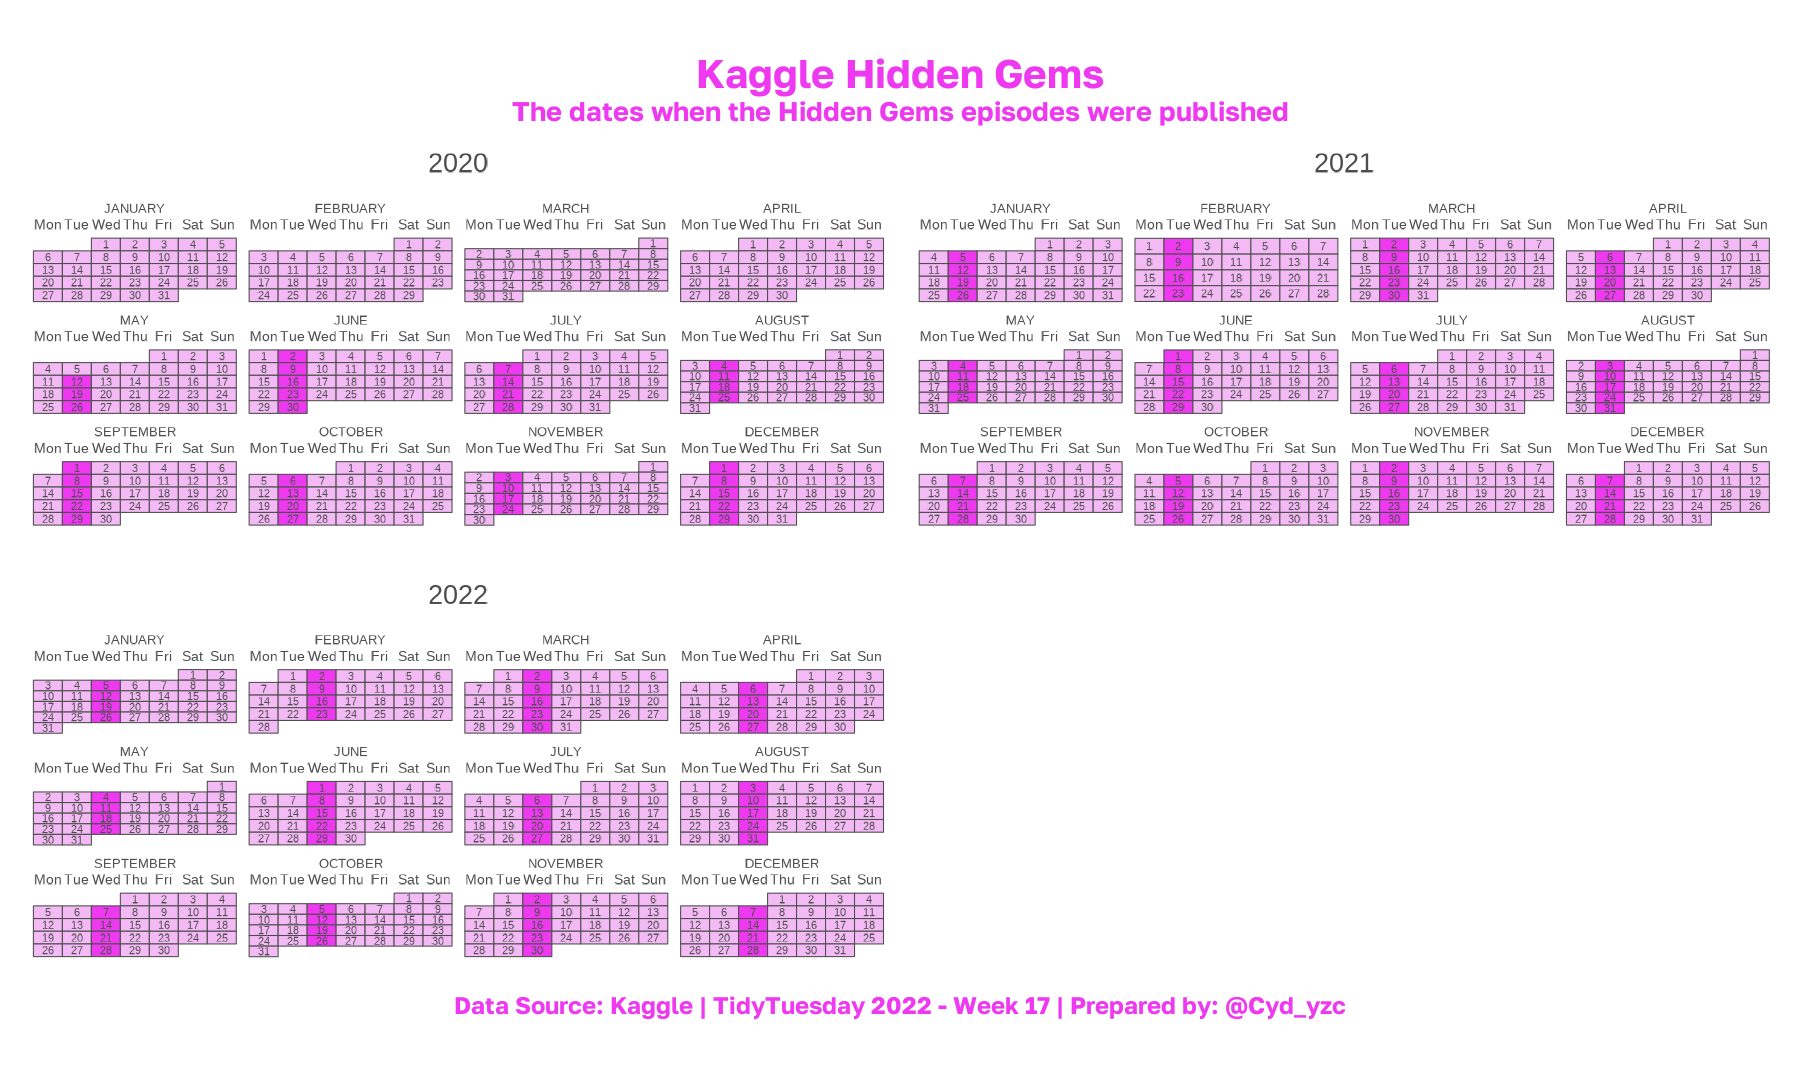 Kaggle Hidden Gems
The dates when the Hidden Gems episodes were published
2020
JANUARY
Mon Tue Wed Thu Fri Sat Sun
1 2 3 4 5
6 7 8 9 10 11 12
13 14 15 16 17 18 19
20 21 22 23 24 25 26
27 28 29 30 31
FEBRUARY
Mon Tue Wed Thu Fri Sat Sun
1 2
3 4 5 6 7 8 9
10 11 12 13 14 15 16
17 18 19 20 21 22 23
24 25 26 27 28 29
MARCH
Mon Tue Wed Thu Fri Sat Sun
1
2 3 4 5 6 7 8
9 10 11 12 13 14 15
16 17 18 19 20 21 22
23 24 25 26 27 28 29
30 31
APRIL
Mon Tue Wed Thu Fri Sat Sun
1 2 3 4 5
6 7 8 9 10 11 12
13 14 15 16 17 18 19
20 21 22 23 24 25 26
27 28 29 30
MAY
Mon Tue Wed Thu Fri Sat Sun
1 2 3
4 5 6 7 8 9 10
11 12 13 14 15 16 17
18 19 20 21 22 23 24
25 26 27 28 29 30 31
JUNE
Mon Tue Wed Thu Fri Sat Sun
1 2 3 4 5 6 7
8 9 10 11 12 13 14
15 16 17 18 19 20 21
22 23 24 25 26 27 28
29 30
JULY
Mon Tue Wed Thu Fri Sat Sun
1 2 3 4 5
6 7 8 9 10 11 12
13 14 15 16 17 18 19
20 21 22 23 24 25 26
27 28 29 30 31
AUGUST
Mon Tue Wed Thu Fri Sat Sun
1 2
3 4 5 6 7 8 9
10 11 12 13 14 15 16
17 18 19 20 21 22 23
24 25 26 27 28 29 30
31
SEPTEMBER
Mon Tue Wed Thu Fri Sat Sun
1 2 3 4 5 6
7 8 9 10 11 12 13
14 15 16 17 18 19 20
21 22 23 24 25 26 27
28 29 30
OCTOBER
Mon Tue Wed Thu Fri Sat Sun
1 2 3 4
5 6 7 8 9 10 11
12 13 14 15 16 17 18
19 20 21 22 23 24 25
26 27 28 29 30 31
NOVEMBER
Mon Tue Wed Thu Fri Sat Sun
1
2 3 4 5 6 7 8
9 10 11 12 13 14 15
16 17 18 19 20 21 22
23 24 25 26 27 28 29
30
DECEMBER
Mon Tue Wed Thu Fri Sat Sun
1 2 3 4 5 6
7 8 9 10 11 12 13
14 15 16 17 18 19 20
21 22 23 24 25 26 27
28 29 30 31
2021
JANUARY
Mon Tue Wed Thu Fri Sat Sun
1 2 3
4 5 6 7 8 9 10
11 12 13 14 15 16 17
18 19 20 21 22 23 24
25 26 27 28 29 30 31
FEBRUARY
Mon Tue Wed Thu Fri Sat Sun
1 2 3 4 5 6 7
8 9 10 11 12 13 14
15 16 17 18 19 20 21
22 23 24 25 26 27 28
MARCH
Mon Tue Wed Thu Fri Sat Sun
1 2 3 4 5 6 7
8 9 10 11 12 13 14
15 16 17 18 19 20 21
22 23 24 25 26 27 28
29 30 31
APRIL
Mon Tue Wed Thu Fri Sat Sun
1 2 3 4
5 6 7 8 9 10 11
12 13 14 15 16 17 18
19 20 21 22 23 24 25
26 27 28 29 30
MAY
Mon Tue Wed Thu Fri Sat Sun
1 2
3 4 5 6 7 8 9
10 11 12 13 14 15 16
17 18 19 20 21 22 23
24 25 26 27 28 29 30
31
JUNE
Mon Tue Wed Thu Fri Sat Sun
1 2 3 4 5 6
7 8 9 10 11 12 13
14 15 16 17 18 19 20
21 22 23 24 25 26 27
28 29 30
JULY
Mon Tue Wed Thu Fri Sat Sun
1 2 3 4
5 6 7 8 9 10 11
12 13 14 15 16 17 18
19 20 21 22 23 24 25
26 27 28 29 30 31
AUGUST
Mon Tue Wed Thu Fri Sat Sun
1
2 3 4 5 6 7 8
9 10 11 12 13 14 15
16 17 18 19 20 21 22
23 24 25 26 27 28 29
30 31
SEPTEMBER
Mon Tue Wed Thu Fri Sat Sun
1 2 3 4 5
6 7 8 9 10 11 12
13 14 15 16 17 18 19
20 21 22 23 24 25 26
27 28 29 30
OCTOBER
Mon Tue Wed Thu Fri Sat Sun
1 2 3
4 5 6 7 8 9 10
11 12 13 14 15 16 17
18 19 20 21 22 23 24
25 26 27 28 29 30 31
NOVEMBER
Mon Tue Wed Thu Fri Sat Sun
1 2 3 4 5 6 7
8 9 10 11 12 13 14
15 16 17 18 19 20 21
22 23 24 25 26 27 28
29 30
DECEMBER
Mon Tue Wed Thu Fri Sat Sun
1 2 3 4 5
6 7 8 9 10 11 12
13 14 15 16 17 18 19
20 21 22 23 24 25 26
27 28 29 30 31
2022
JANUARY
Mon Tue Wed Thu Fri Sat Sun
1 2
3 4 5 6 7 8 9
10 11 12 13 14 15 16
17 18 19 20 21 22 23
24 25 26 27 28 29 30
31
FEBRUARY
Mon Tue Wed Thu Fri Sat Sun
1 2 3 4 5 6
7 8 9 10 11 12 13
14 15 16 17 18 19 20
21 22 23 24 25 26 27
28
MARCH
Mon Tue Wed Thu Fri Sat Sun
1 2 3 4 5 6
7 8 9 10 11 12 13
14 15 16 17 18 19 20
21 22 23 24 25 26 27
28 29 30 31
APRIL
Mon Tue Wed Thu Fri Sat Sun
1 2 3
4 5 6 7 8 9 10
11 12 13 14 15 16 17
18 19 20 21 22 23 24
25 26 27 28 29 30
MAY
Mon Tue Wed Thu Fri Sat Sun
1
2 3 4 5 6 7 8
9 10 11 12 13 14 15
16 17 18 19 20 21 22
23 24 25 26 27 28 29
30 31
JUNE
Mon Tue Wed Thu Fri Sat Sun
1 2 3 4 5
6 7 8 9 10 11 12
13 14 15 16 17 18 19
20 21 22 23 24 25 26
27 28 29 30
JULY
Mon Tue Wed Thu Fri Sat Sun
1 2 3
4 5 6 7 8 9 10
11 12 13 14 15 16 17
18 19 20 21 22 23 24
25 26 27 28 29 30 31
AUGUST
Mon Tue Wed Thu Fri Sat Sun
1 2 3 4 5 6 7
8 9 10 11 12 13 14
15 16 17 18 19 20 21
22 23 24 25 26 27 28
29 30 31
SEPTEMBER
Mon Tue Wed Thu Fri Sat Sun
1 2 3 4
5 6 7 8 9 10 11
12 13 14 15 16 17 18
19 20 21 22 23 24 25
26 27 28 29 30
OCTOBER
Mon Tue Wed Thu Fri Sat Sun
1 2
3 4 5 6 7 8 9
10 11 12 13 14 15 16
17 18 19 20 21 22 23
24 25 26 27 28 29 30
31
NOVEMBER
Mon Tue Wed Thu Fri Sat Sun
1 2 3 4 5 6
7 8 9 10 11 12 13
14 15 16 17 18 19 20
21 22 23 24 25 26 27
28 29 30
DECEMBER
Mon Tue Wed Thu Fri Sat Sun
1 2 3 4
5 6 7 8 9 10 11
12 13 14 15 16 17 18
19 20 21 22 23 24 25
26 27 28 29 30 31
Data Source: Kaggle | TidyTuesday 2022 - Week 17 | Prepared by: @Cyd_yzc